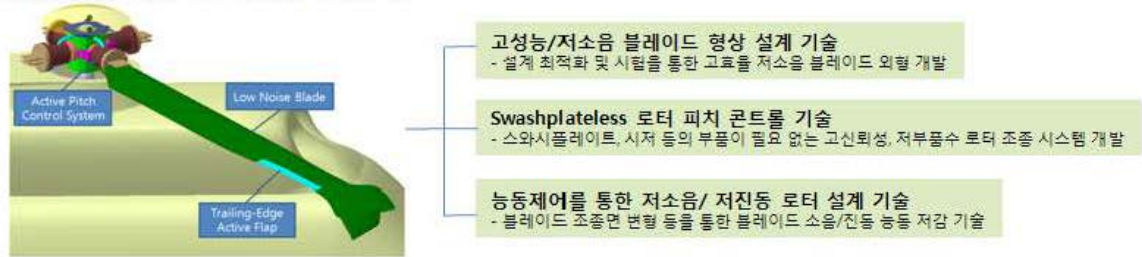 Active Pitch
Control System
Low Noise Blade
Trailing-Edge
Active Flap
고성능/저소음 블레이드 형상 설계 기술
- 설계 최적화 및 시험을 통한 고효율 저소음 블레이드 외형 개발
Swashplateless 로터 피치 콘트롤 기술
- 스와시플레이트, 시저 등의 부품이 필요 없는 고신뢰성, 저부품수 로터 조종 시스템 개발
능동제어를 통한 저소음/ 저진동 로터 설계 기술
- 블레이드 조종면 변형 등을 통한 블레이드 소음/진동 능동 저감 기술